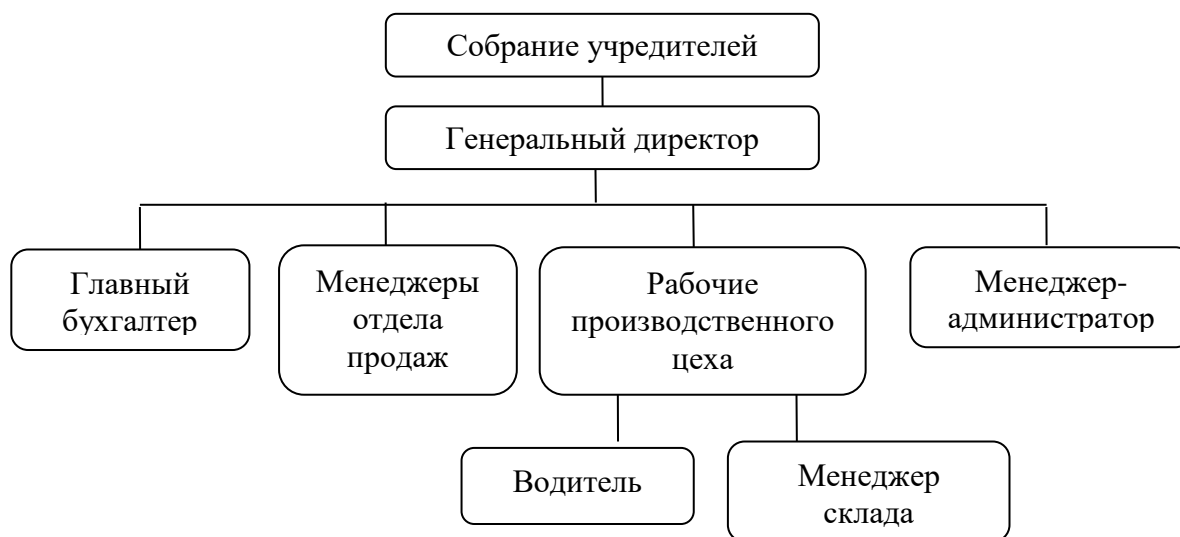 Собрание учредителей
Генеральный директор
Главный
бухгалтер
Менеджеры
отдела
продаж
Рабочие
производственного
цеха
Менеджер-
администратор
Водитель
Менеджер
склада